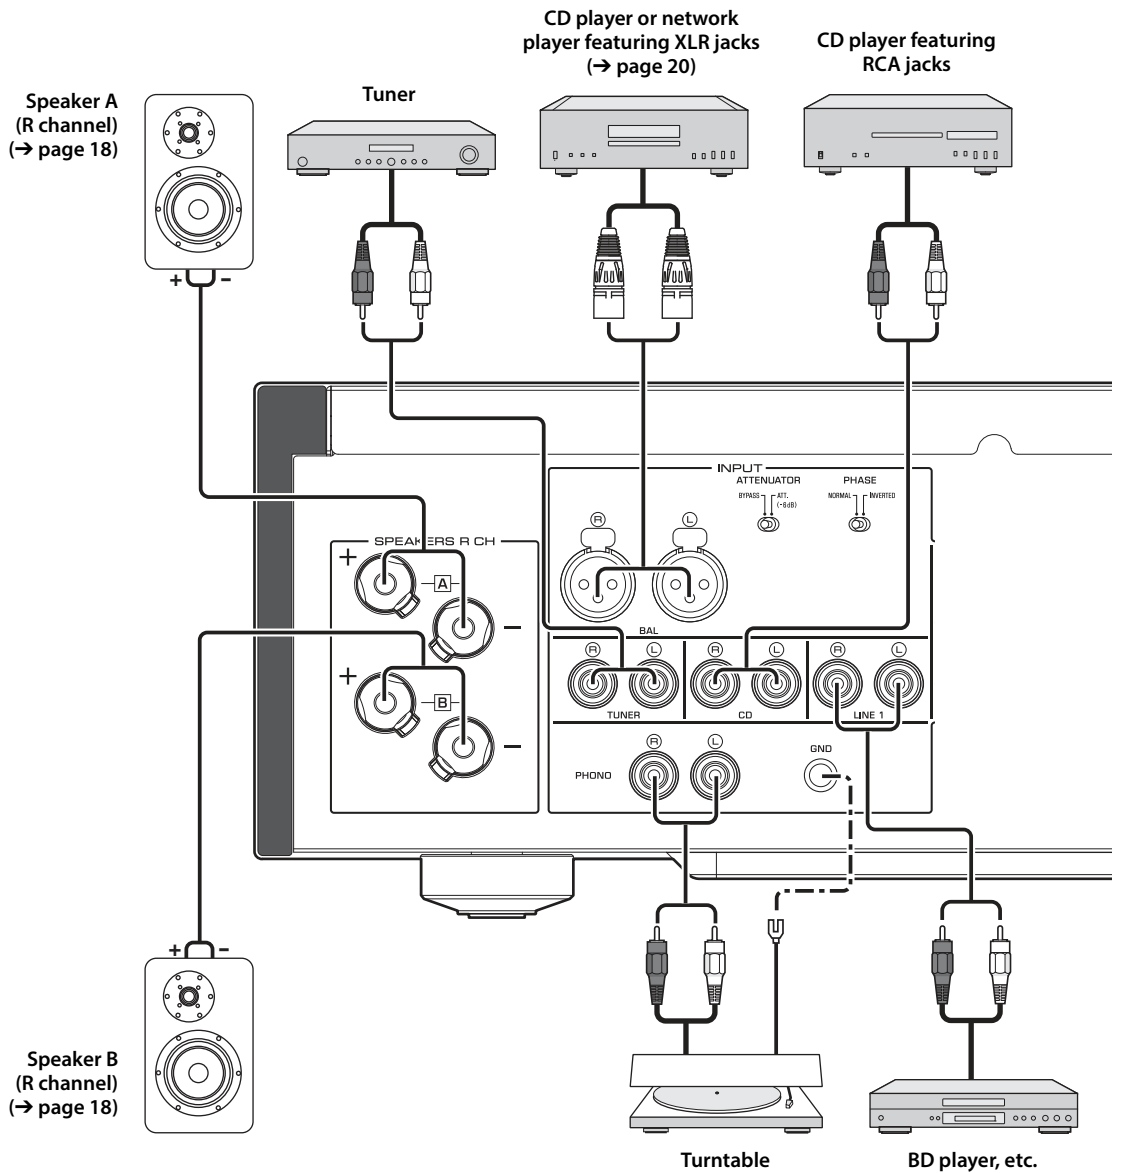 CD player or network
player featuring XLR jacks
(➔ page 20)
CD player featuring
RCA jacks
Tuner
Speaker A
(R channel)
(➔ page 18)
+ −
INPUT
ATTENUATOR
BYPASS ATT.
(-6dB)
PHASE
NORMAL INVERTED
R L
BAL
SPEAKERS R CH
+
A
−
+
B
−
R L R L R L
TUNER CD LINE 1
R L
PHONO
GND
+ −
Speaker B
(R channel)
(➔ page 18)
Turntable
BD player, etc.